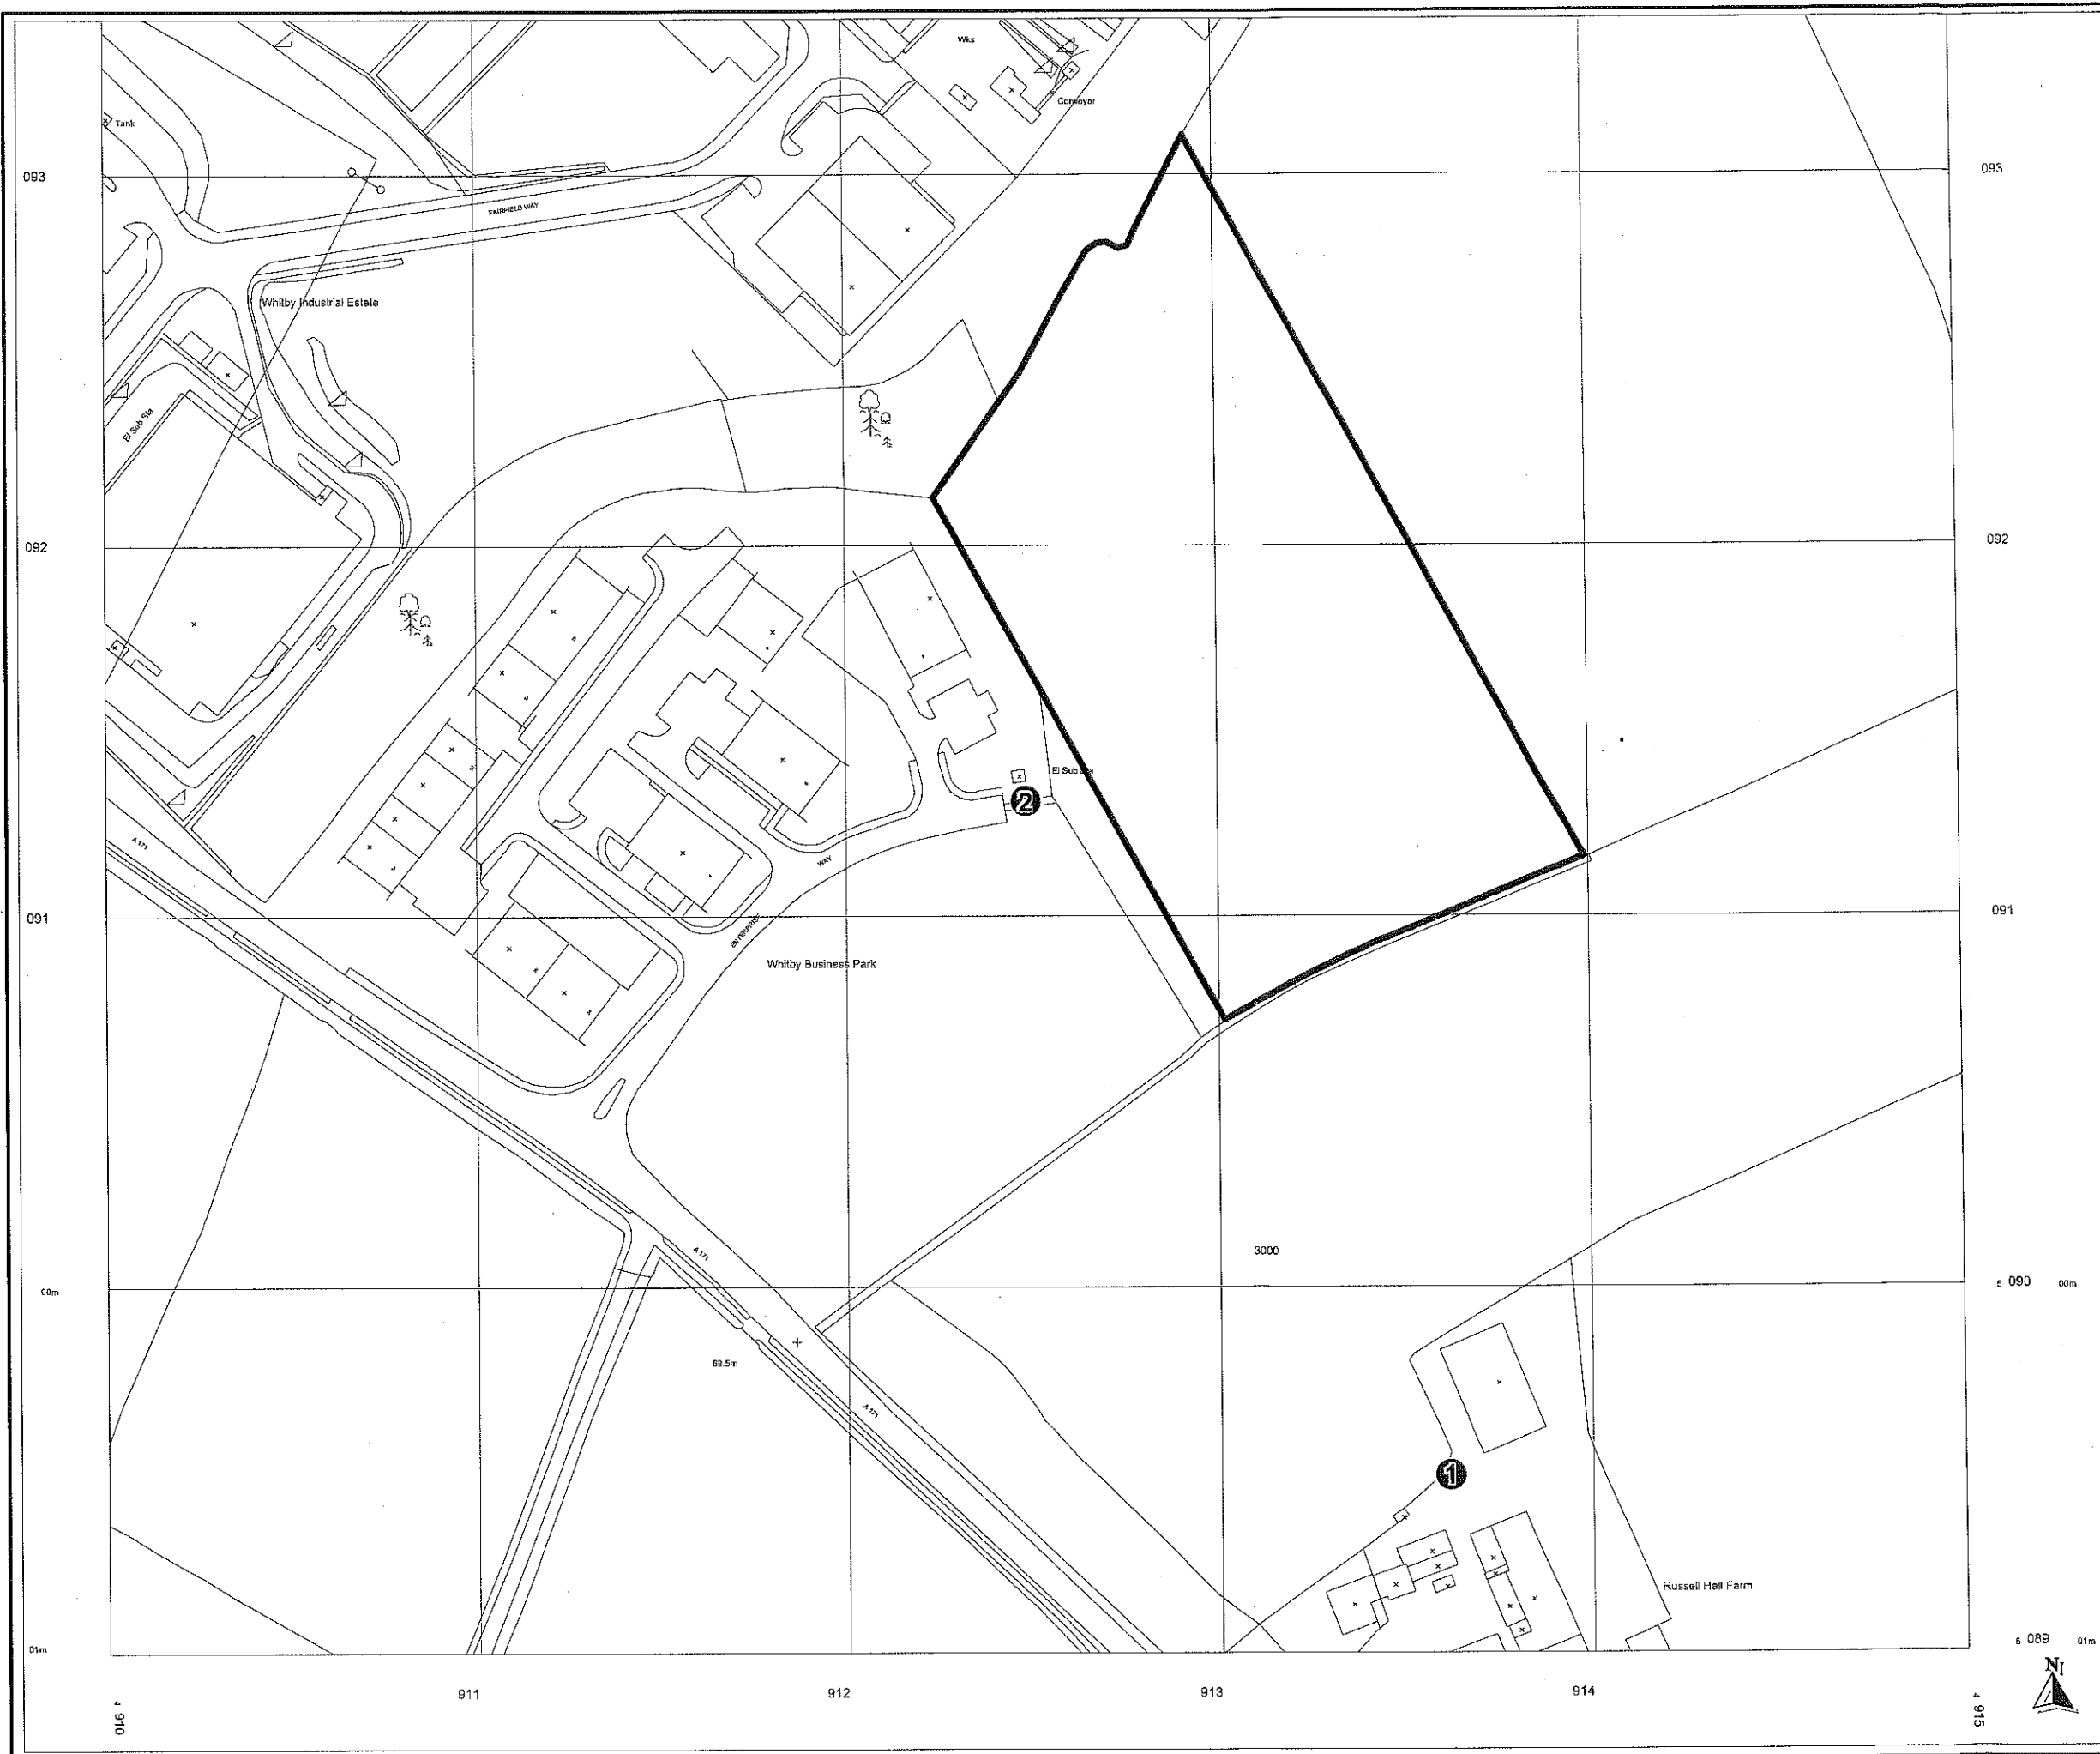 Wks
Conveyor
Tank
093
093
FAIRFIELD WAY
Whitby Industrial Estate
El Sub Sta
092
092
El Sub Sta
2
WAY
A 171
091
091
ENTERPRISE
Whitby Business Park
3000
A 171
00m
5 090 00m
69.5m
A 171
1
Russell Hall Farm
01m
5 089 01m
N
911
912
913
914
4 910
4 915